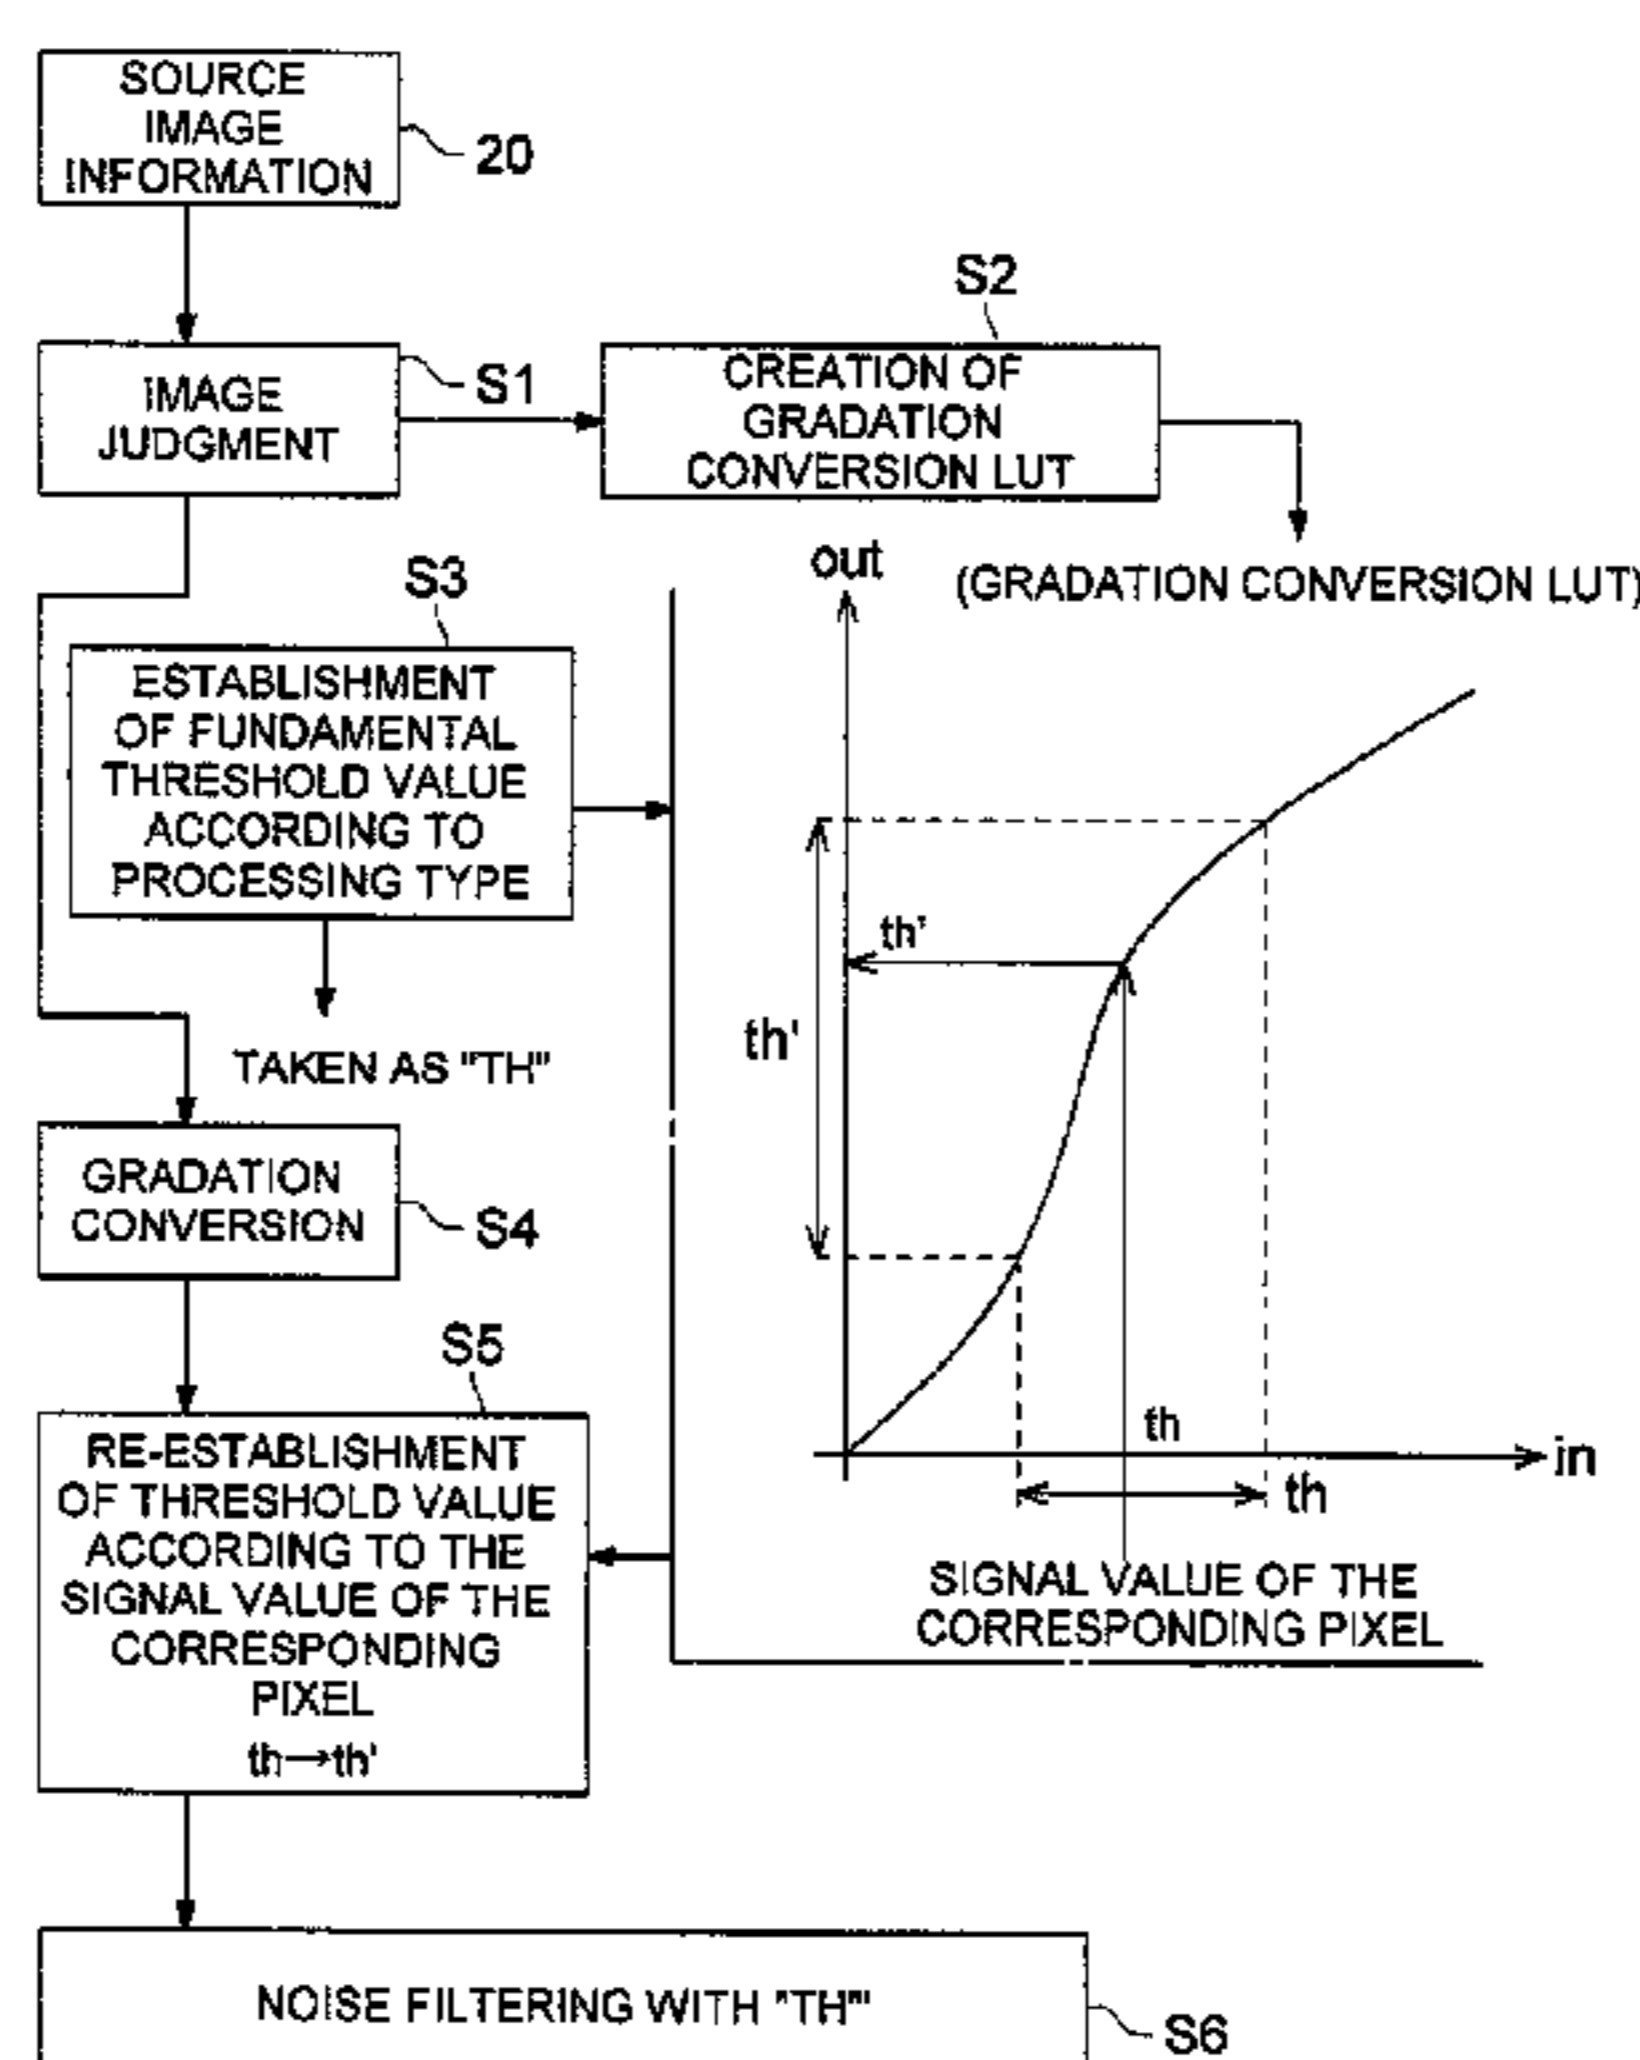 SOURCE
IMAGE
INFORMATION
20
S2
IMAGE
JUDGMENT
S1
CREATION OF
GRADATION
CONVERSION LUT
S3
out
(GRADATION CONVERSION LUT)
ESTABLISHMENT
OF FUNDAMENTAL
THRESHOLD VALUE
ACCORDING TO
PROCESSING TYPE
th'
th'
TAKEN AS "TH"
GRADATION
CONVERSION
S4
S5
th
in
th
RE-ESTABLISHMENT
OF THRESHOLD VALUE
ACCORDING TO THE
SIGNAL VALUE OF THE
CORRESPONDING
PIXEL
th→th'
SIGNAL VALUE OF THE
CORRESPONDING PIXEL
NOISE FILTERING WITH "TH'"
S6